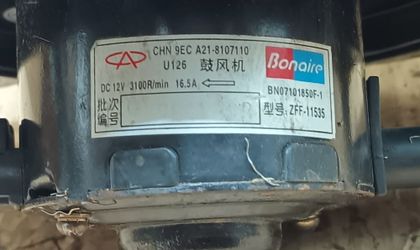 CHN 9EC A21-8107110
U126 鼓风机
Bonaire
DC 12V 3100R/min 16.5A
BN07101850F-1
批次
编号
型号: ZFF-11535